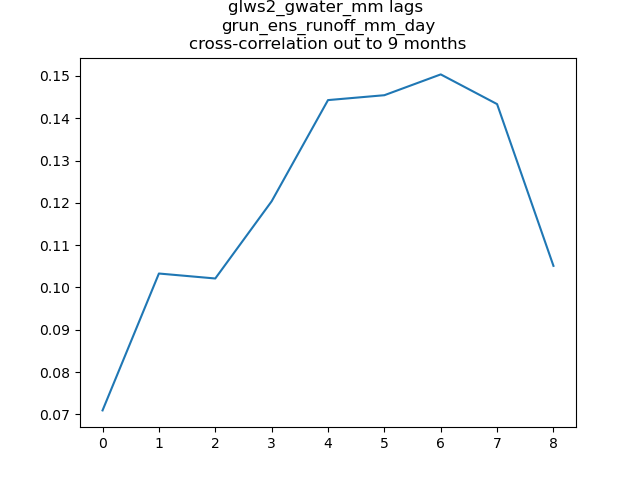 glws2_gwater_mm lags
grun_ens_runoff_mm_day
cross-correlation out to 9 months
0.15
0.14
0.13
0.12
0.11
0.10
0.09
0.08
0.07
0 1 2 3 4 5 6 7 8